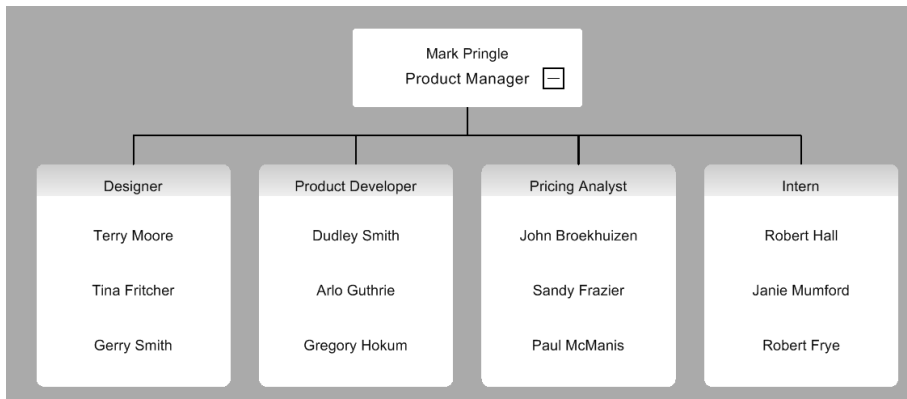 Mark Pringle
Product Manager
Designer
Terry Moore
Tina Fritcher
Gerry Smith
Product Developer
Dudley Smith
Arlo Guthrie
Gregory Hokum
Pricing Analyst
John Broekhuizen
Sandy Frazier
Paul McManis
Intern
Robert Hall
Janie Mumford
Robert Frye